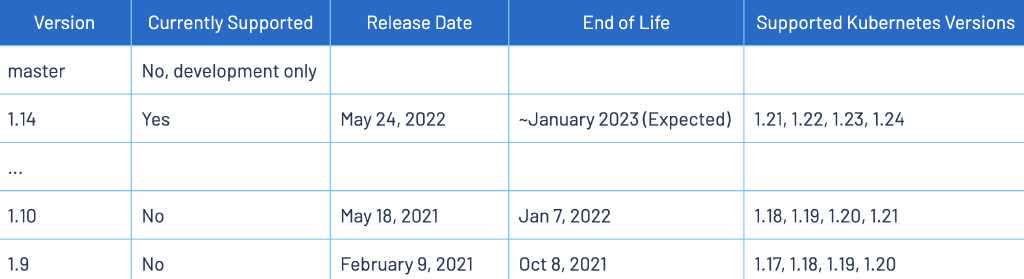 Version Currently Supported Release Date End of Life Supported Kubernetes Versions
master No, development only
1.14 Yes May 24, 2022 ~January 2023 (Expected) 1.21, 1.22, 1.23, 1.24
...
1.10 No May 18, 2021 Jan 7, 2022 1.18, 1.19, 1.20, 1.21
1.9 No February 9, 2021 Oct 8, 2021 1.17, 1.18, 1.19, 1.20